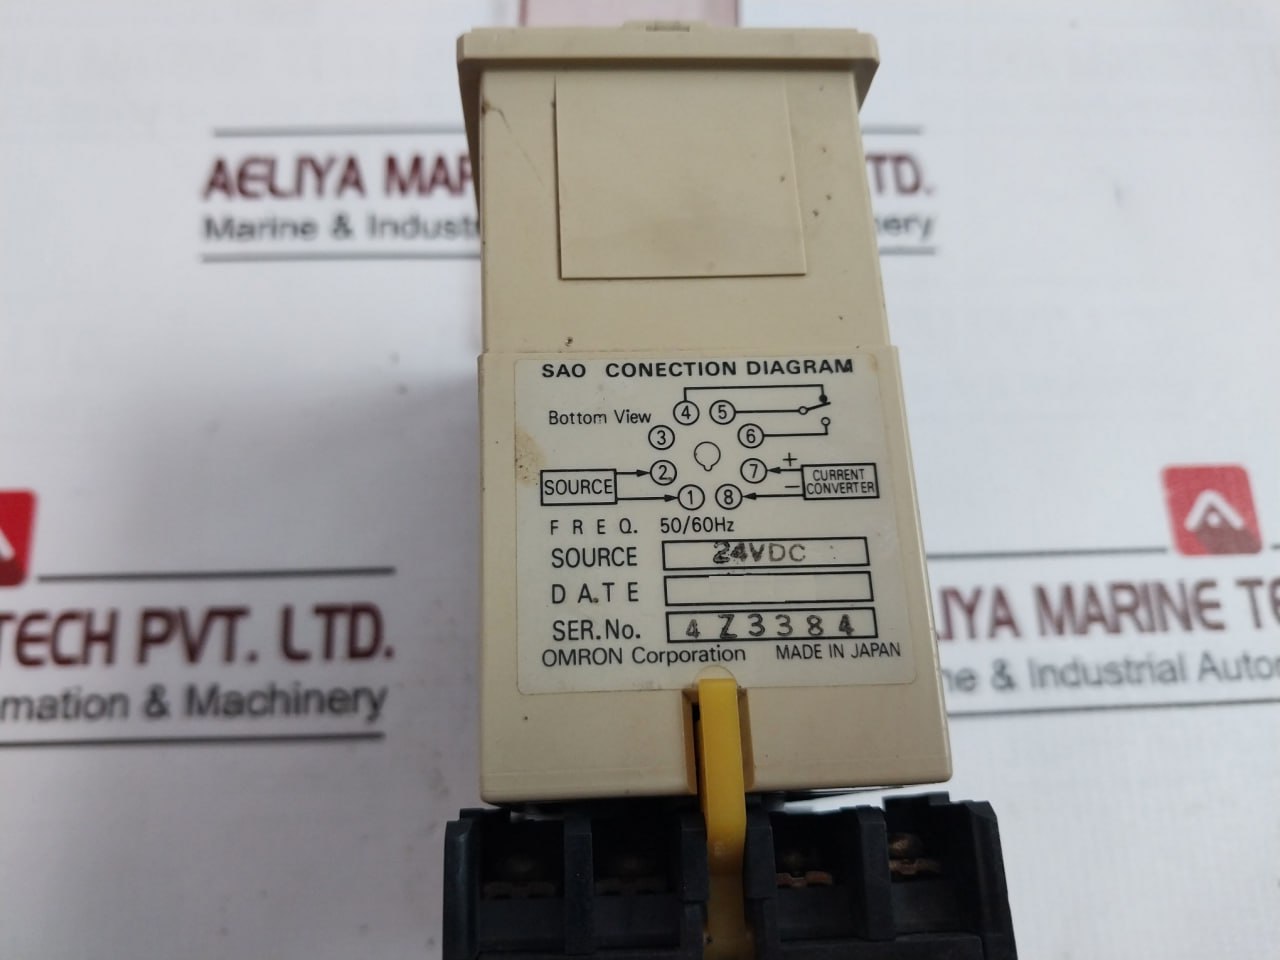 AELIYA MAR TD.
Marine & Indust ery
SAO CONECTION DIAGRAM
Bottom View
4 5
3 6
2 7 +
SOURCE CURRENT CONVERTER
1 8 −
FREQ. 50/60Hz
SOURCE 24VDC
DATE
SER.No. 4Z3384
OMRON Corporation MADE IN JAPAN
TECH PVT. LTD.
mation & Machinery
IYA MARINE TE
ne & Industrial Autom